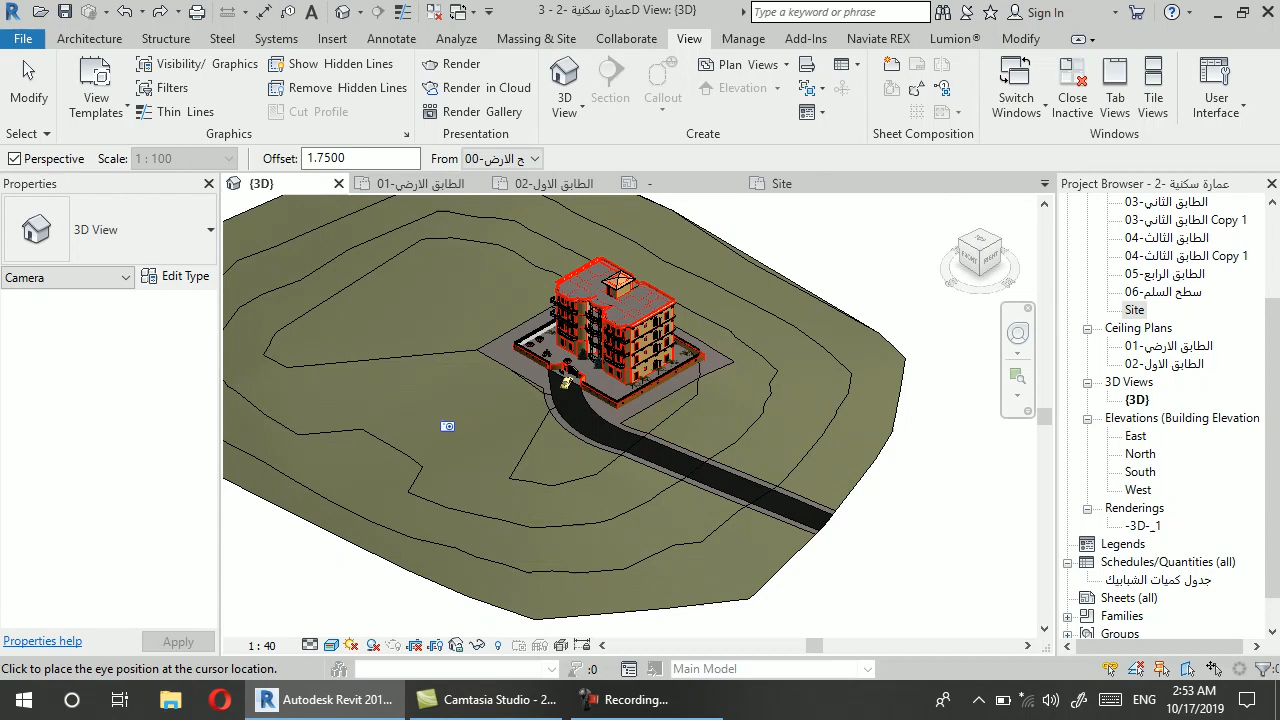 عمارة سكنية -2 - 3D View: {3D}
Type a keyword or phrase
Sign In
File Architecture Structure Steel Systems Insert Annotate Analyze Massing & Site Collaborate View Manage Add-Ins Naviate REX Lumion® Modify
Modify
View Templates
Visibility/ Graphics
Filters
Thin Lines
Show Hidden Lines
Remove Hidden Lines
Cut Profile
Render
Render in Cloud
Render Gallery
3D View
Section
Callout
Plan Views
Elevation
Switch Windows
Close Inactive
Tab Views
Tile Views
User Interface
Select
Graphics
Presentation
Create
Sheet Composition
Windows
Perspective
Scale:
1 : 100
Offset:
1.7500
From
00-ج الارض
Properties
{3D}
01-الطابق الارضي
02-الطابق الاول
-
Site
Project Browser - عمارة سكنية -2
3D View
Camera
Edit Type
FRONT
RIGHT
03-الطابق الثاني
03-الطابق الثاني Copy 1
04-الطابق الثالث
04-الطابق الثالث Copy 1
05-الطابق الرابع
06-سطح السلم
Site
Ceiling Plans
01-الطابق الارضي
02-الطابق الاول
3D Views
{3D}
Elevations (Building Elevation
East
North
South
West
Renderings
-3D-_1
Legends
Schedules/Quantities (all)
جدول كميات الشبابيك
Sheets (all)
Families
Groups
Properties help
Apply
1 : 40
Click to place the eye position at the cursor location.
:0
Main Model
:0
Autodesk Revit 201...
Camtasia Studio - 2...
Recording...
ENG
2:53 AM
10/17/2019